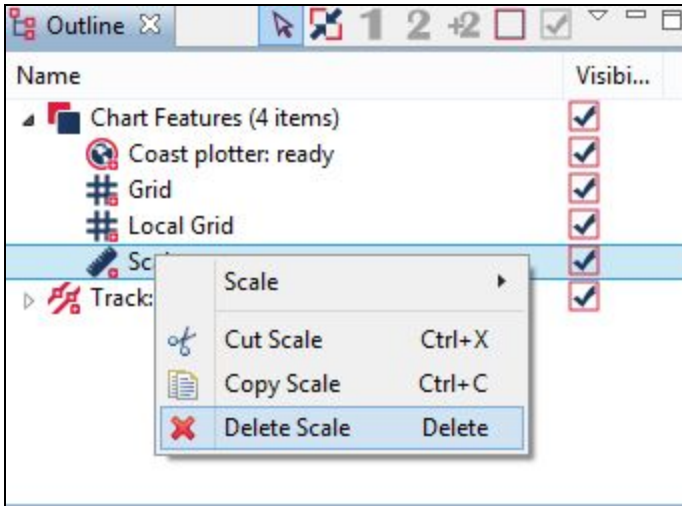 Outline
1 2 +2
Name Visibi...
Chart Features (4 items)
Coast plotter: ready
Grid
Local Grid
Scale
Track:
Cut Scale Ctrl+X
Copy Scale Ctrl+C
Delete Scale Delete